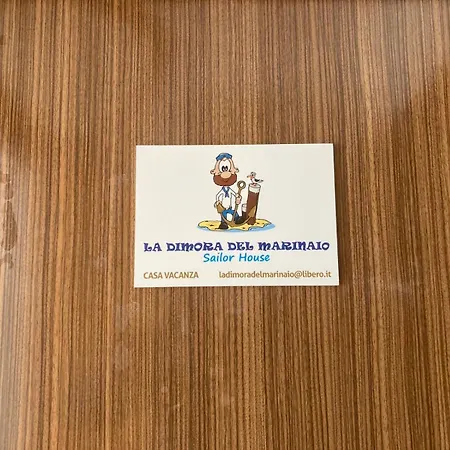 LA DIMORA DEL MARINAIO
Sailor House
CASA VACANZA ladimoradelmarinaio@libero.it